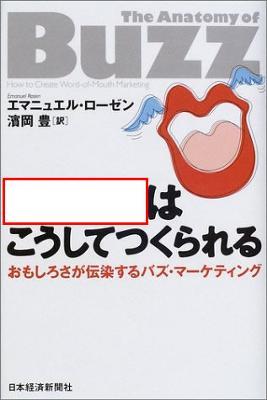 The Anatomy of
Buzz
How to Create Word-of-Mouth Marketing
Emanuel Rosen
エマニュエル・ローゼン
濱岡 豊[訳]
は
こうしてつくられる
おもしろさが伝染するバズ・マーケティング
日本経済新聞社